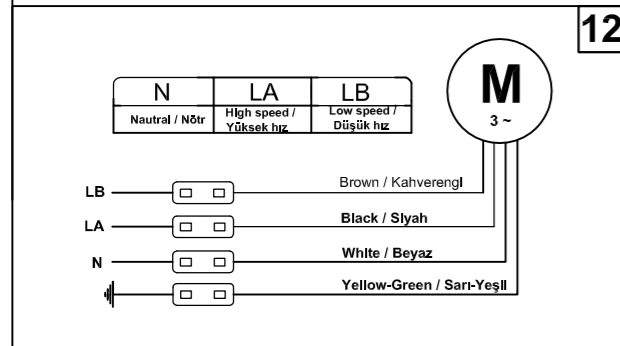 12
N LA LB
Nautral / Nötr High speed / Yüksek hız Low speed / Düşük hız
M
3 ~
LB Brown / Kahverengi
LA Black / Siyah
N White / Beyaz
Yellow-Green / Sarı-Yeşil